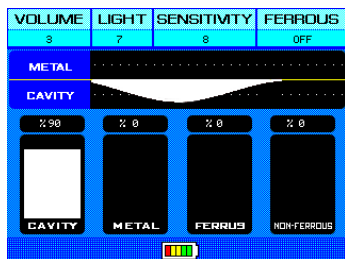 VOLUME LIGHT SENSITIVITY FERROUS
3 7 8 OFF
METAL
CAVITY
%90 % 0 % 0 % 0
CAVITY METAL FERRUS NON-FERROUS